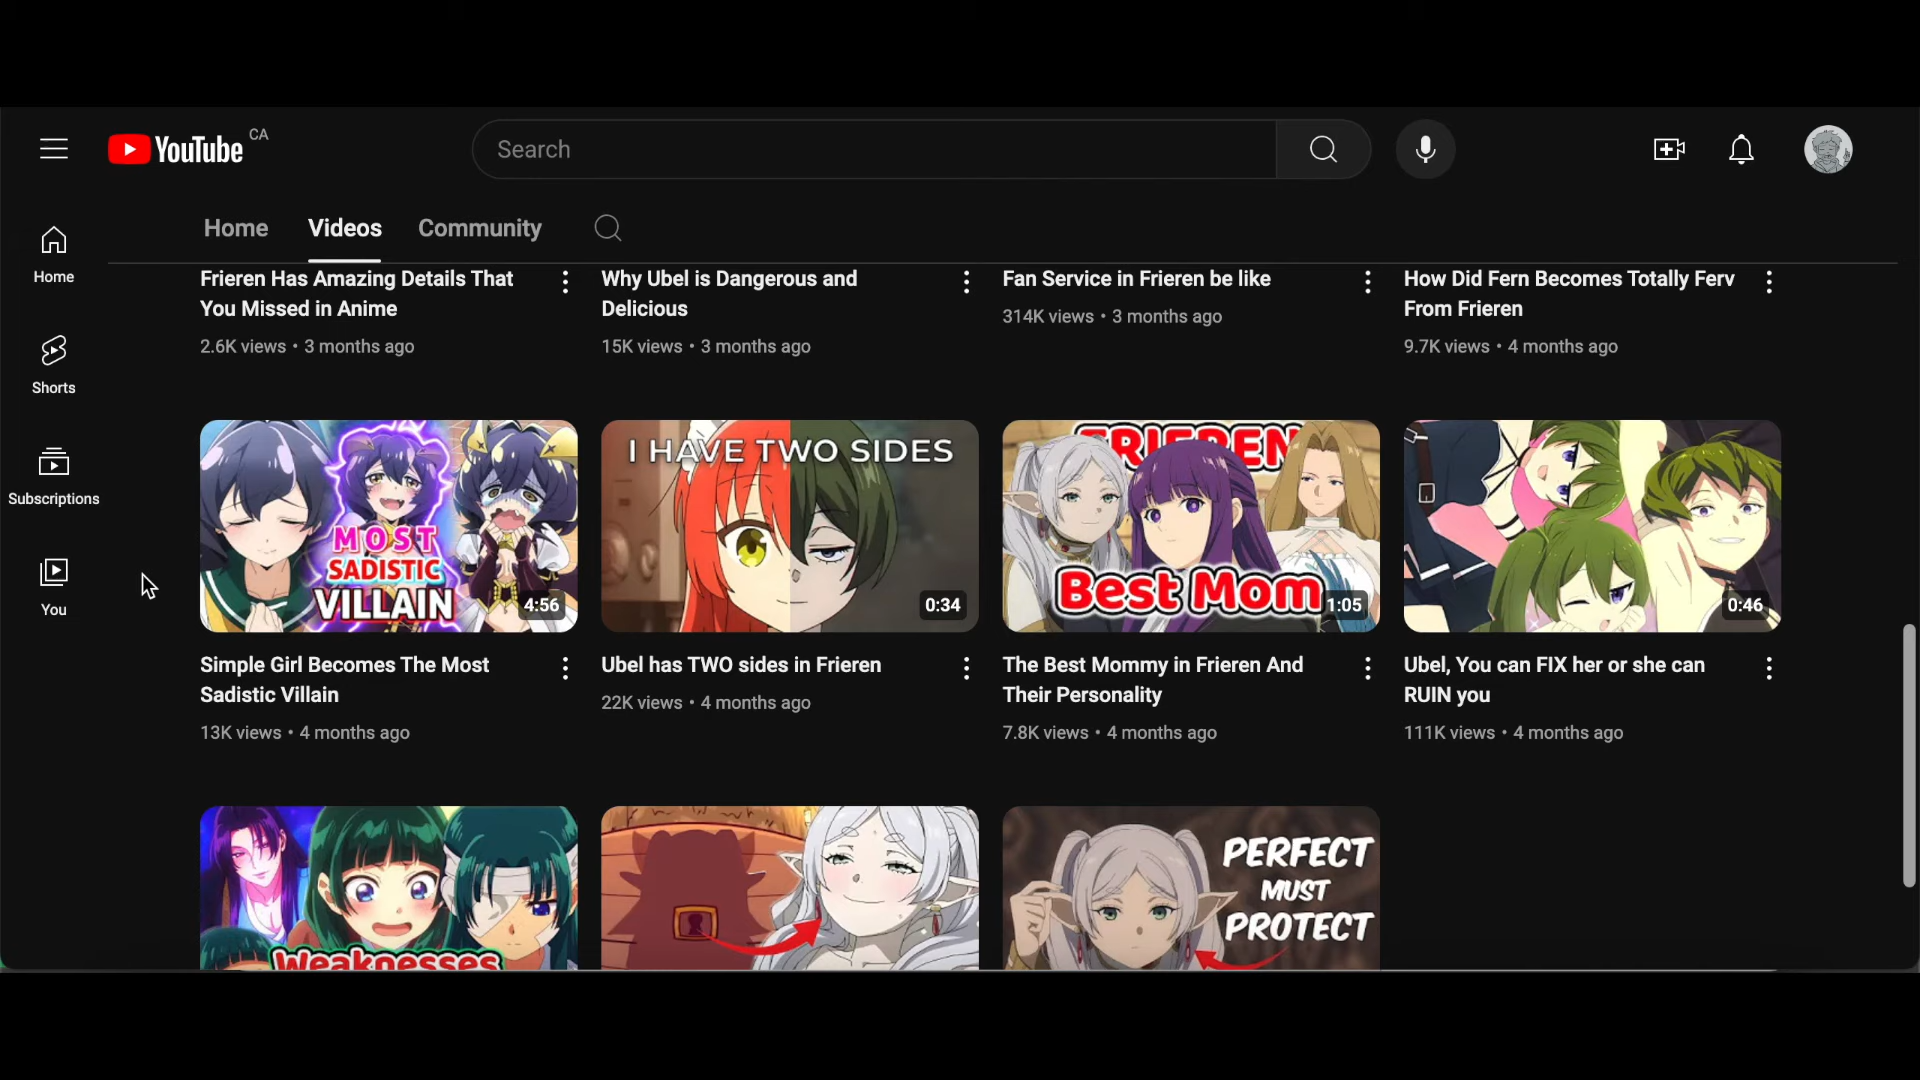 YouTube CA
Search
Home
Videos
Community
Home
Shorts
Subscriptions
You
Frieren Has Amazing Details That
You Missed in Anime
2.6K views • 3 months ago
Why Ubel is Dangerous and
Delicious
15K views • 3 months ago
Fan Service in Frieren be like
314K views • 3 months ago
How Did Fern Becomes Totally Ferv
From Frieren
9.7K views • 4 months ago
MOST
SADISTIC
VILLAIN
4:56
Simple Girl Becomes The Most
Sadistic Villain
13K views • 4 months ago
I HAVE TWO SIDES
0:34
Ubel has TWO sides in Frieren
22K views • 4 months ago
FRIEREN
Best Mom
1:05
The Best Mommy in Frieren And
Their Personality
7.8K views • 4 months ago
0:46
Ubel, You can FIX her or she can
RUIN you
111K views • 4 months ago
Weaknesses
PERFECT
MUST
PROTECT